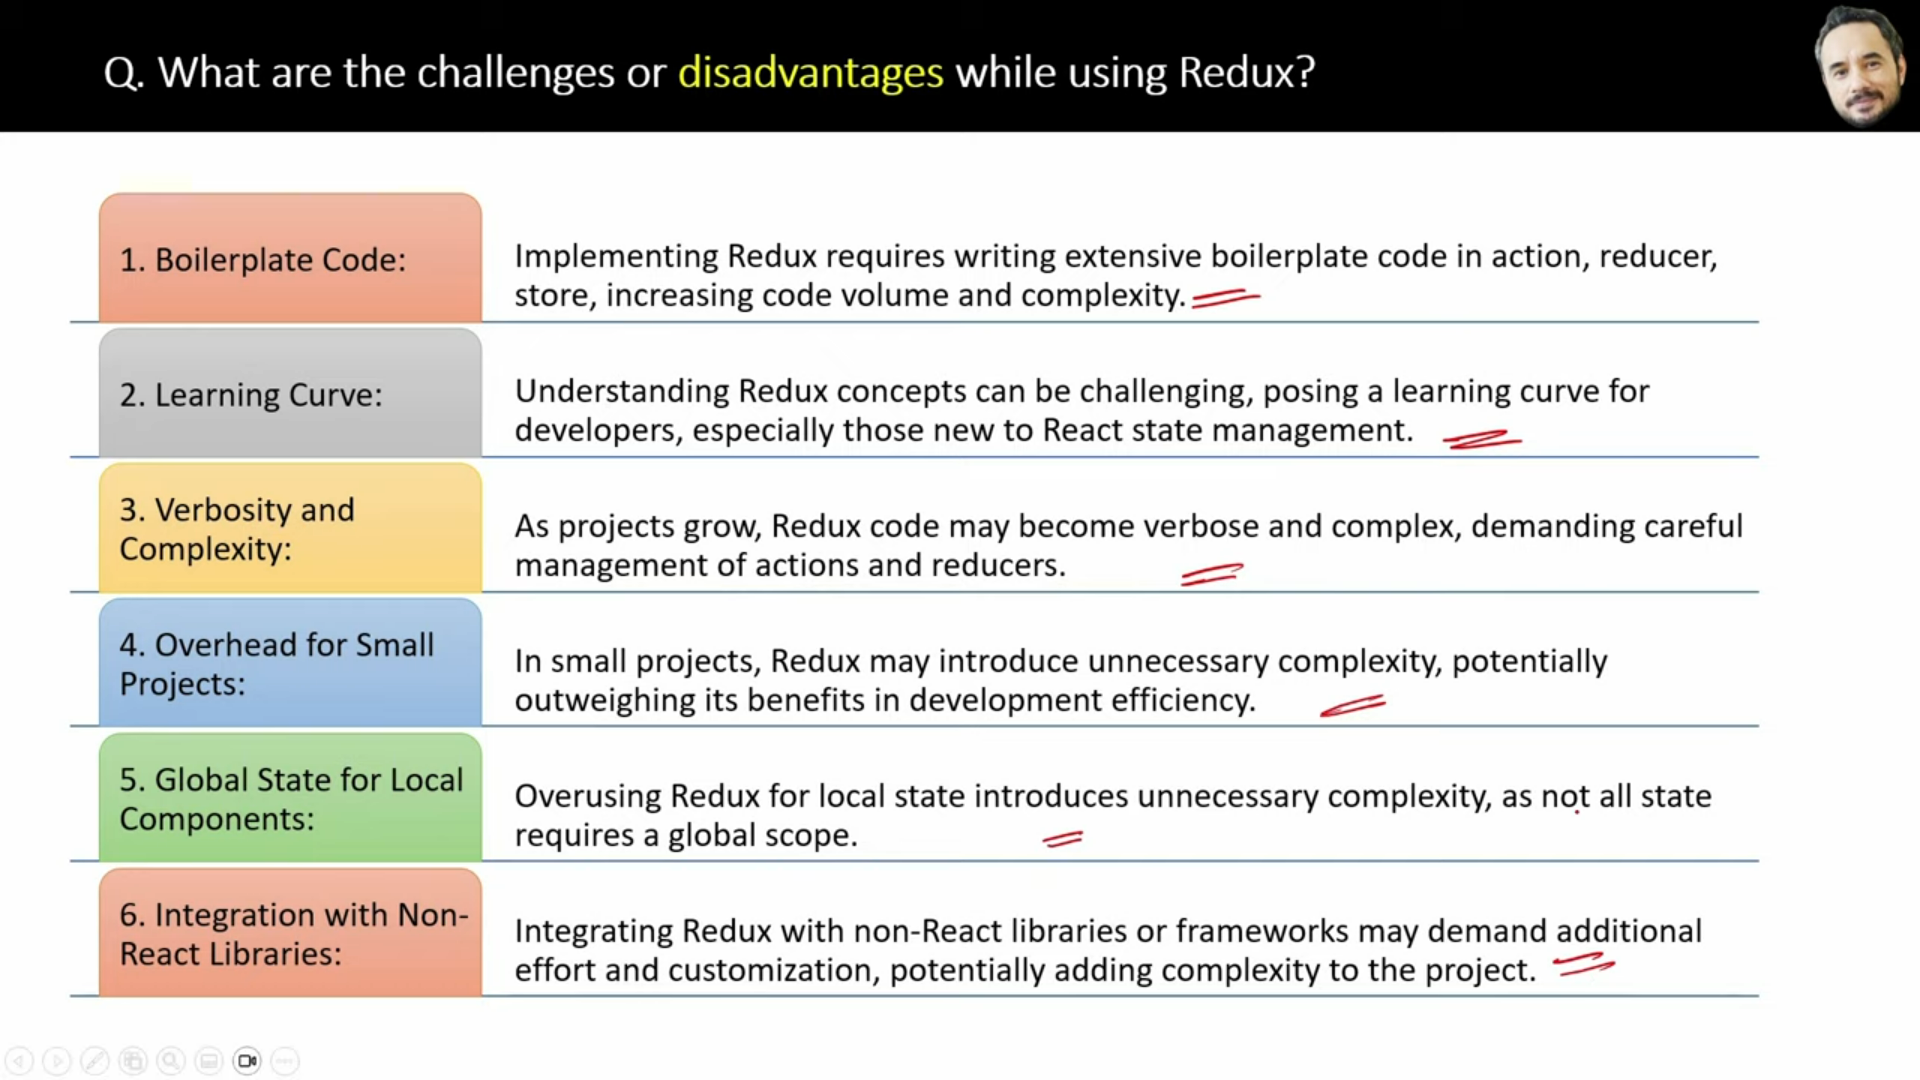 Q. What are the challenges or disadvantages while using Redux?
1. Boilerplate Code:
Implementing Redux requires writing extensive boilerplate code in action, reducer,
store, increasing code volume and complexity.
2. Learning Curve:
Understanding Redux concepts can be challenging, posing a learning curve for
developers, especially those new to React state management.
3. Verbosity and
Complexity:
As projects grow, Redux code may become verbose and complex, demanding careful
management of actions and reducers.
4. Overhead for Small
Projects:
In small projects, Redux may introduce unnecessary complexity, potentially
outweighing its benefits in development efficiency.
5. Global State for Local
Components:
Overusing Redux for local state introduces unnecessary complexity, as not all state
requires a global scope.
6. Integration with Non-
React Libraries:
Integrating Redux with non-React libraries or frameworks may demand additional
effort and customization, potentially adding complexity to the project.